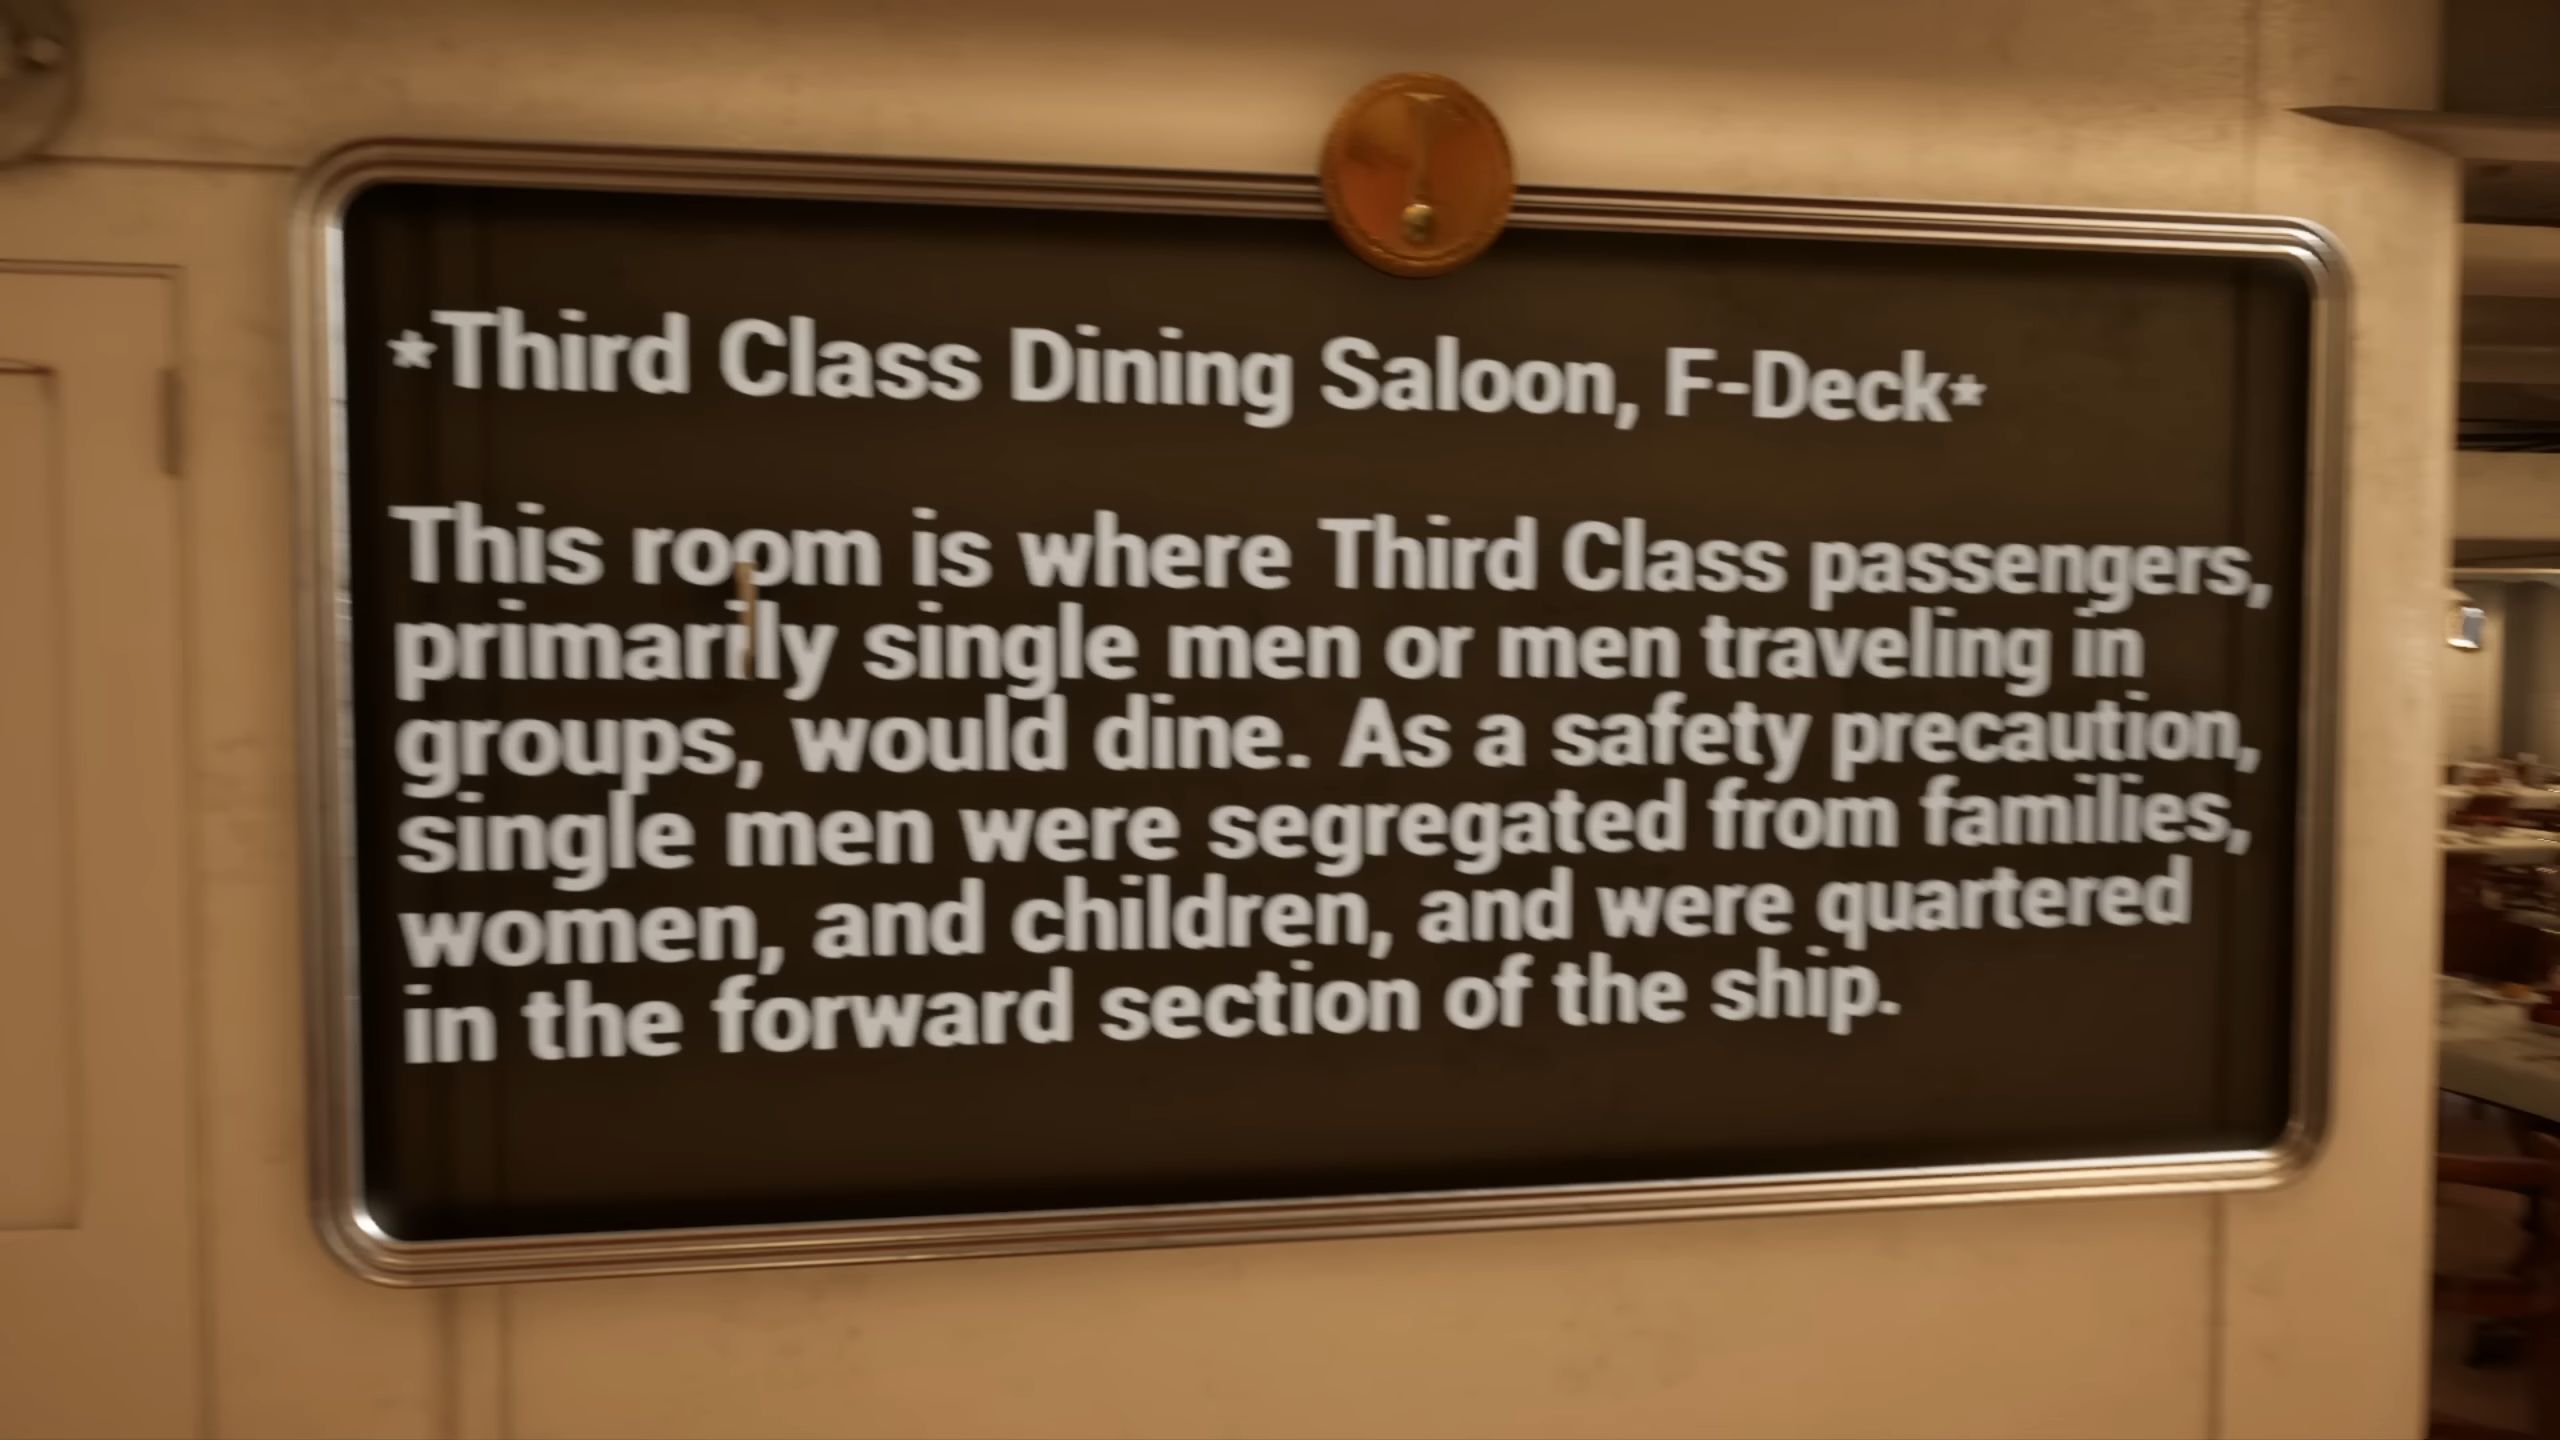 *Third Class Dining Saloon, F-Deck*
This room is where Third Class passengers,
primarily single men or men traveling in
groups, would dine. As a safety precaution,
single men were segregated from families,
women, and children, and were quartered
in the forward section of the ship.